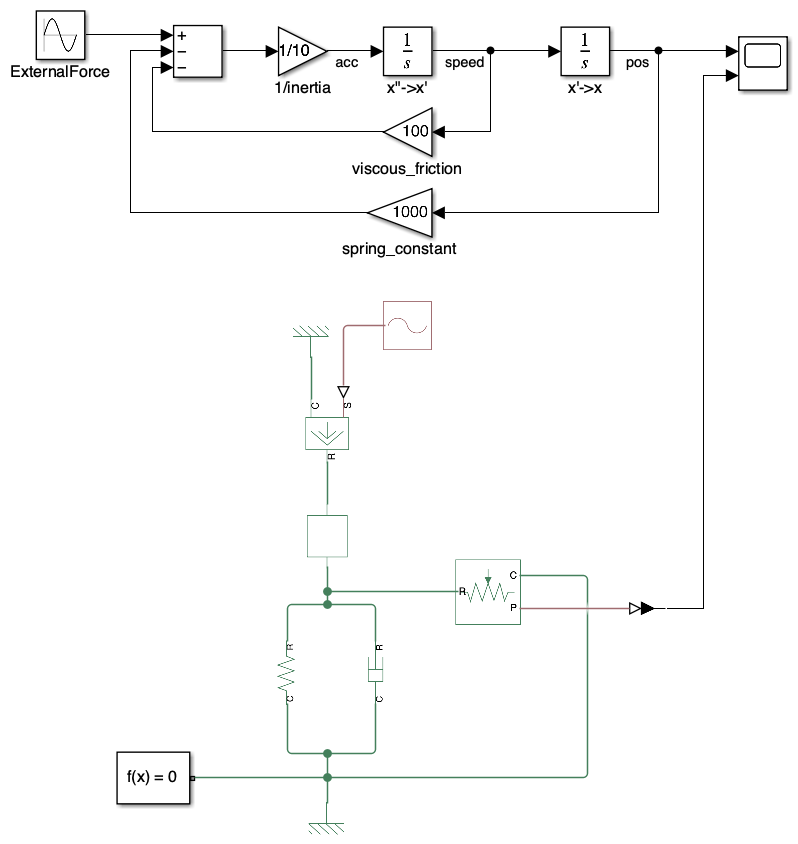 +
−
−
ExternalForce
1/10
1/inertia
acc
1
s
x"->x'
speed
1
s
x'->x
pos
100
viscous_friction
1000
spring_constant
C
S
R
R
C
P
R
R
C
C
f(x) = 0